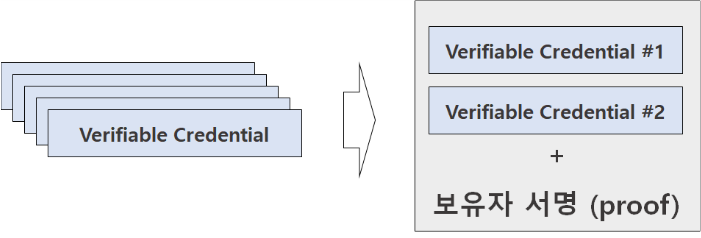 Verifiable Credential
Verifiable Credential #1
Verifiable Credential #2
+
보유자 서명 (proof)